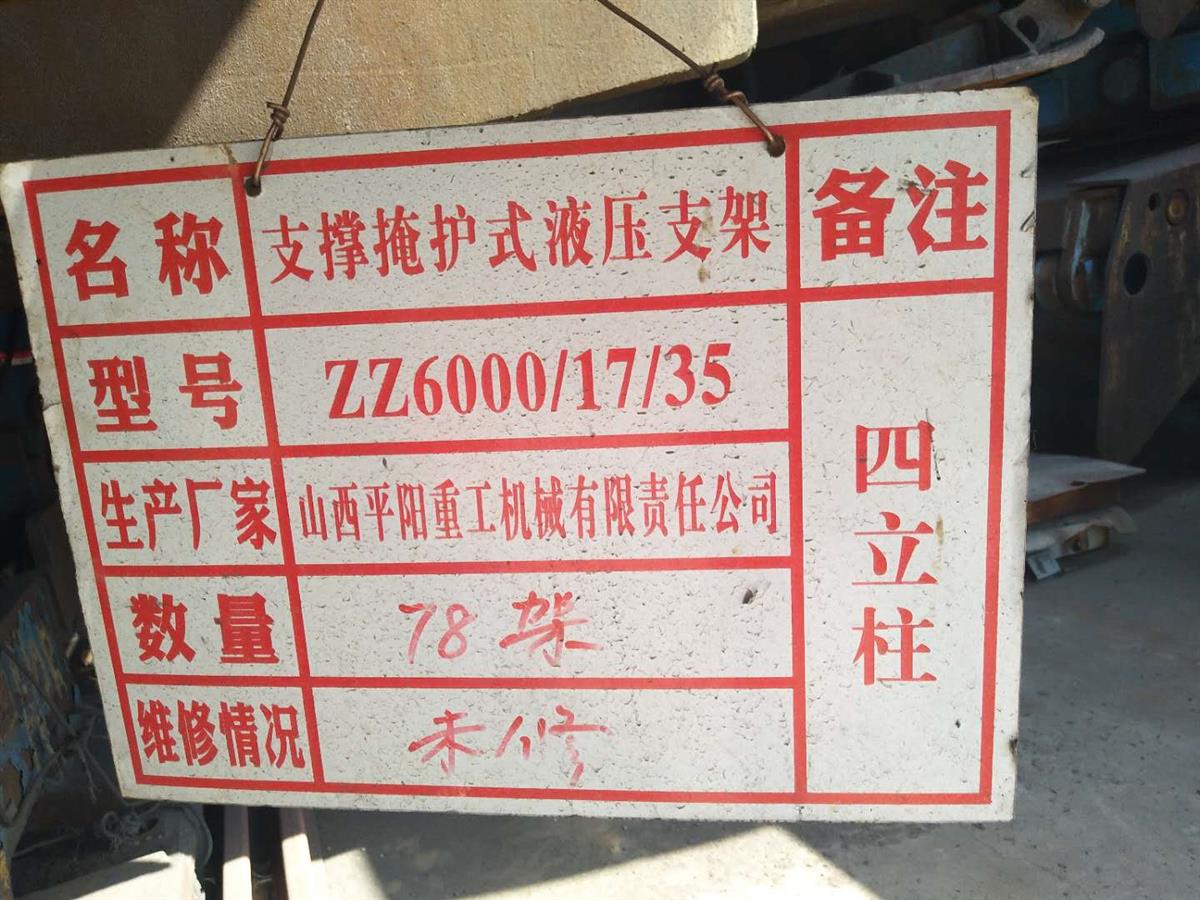 名称 支撑掩护式液压支架 备注
型号 ZZ6000/17/35 四立柱
生产厂家 山西平阳重工机械有限责任公司
数量 78架
维修情况 未修